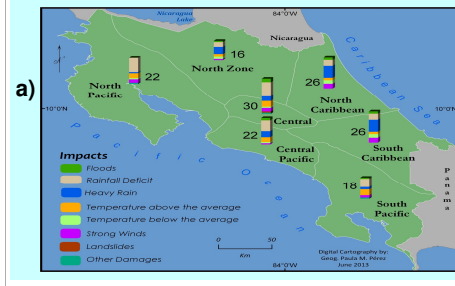 a)
84°0'W
Nicaragua
Lake
Nicaragua
Caribbean Sea
22
North
Pacific
16
North Zone
26
North
Caribbean
10°0'N
10°0'N
30
Central
22
Central
Pacific
26
South
Caribbean
18
South
Pacific
Pacific Ocean
Panama
Impacts
Floods
Rainfall Deficit
Heavy Rain
Temperature above the average
Temperature below the average
Strong Winds
Landslides
Other Damages
0
50
Km
Digital Cartography by:
Geog. Paula M. Pérez
June 2013
84°0'W